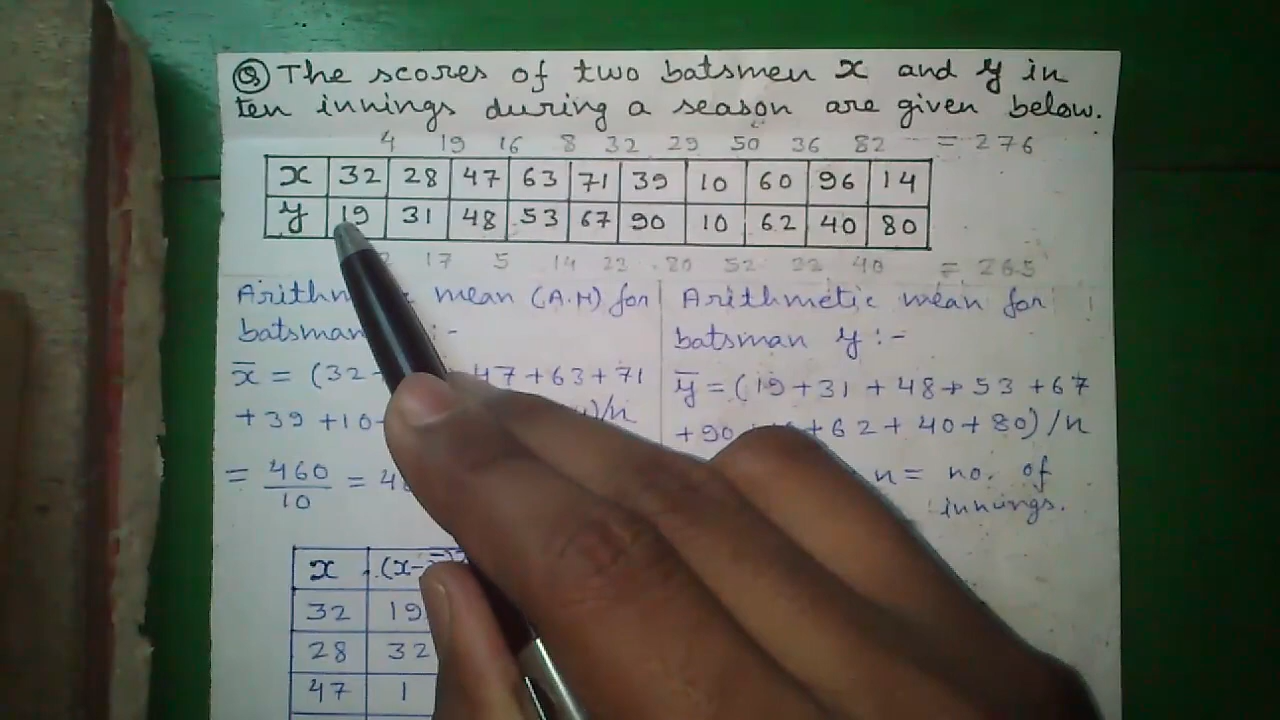 Q The scores of two batsmen x and y in
ten innings during a season are given below.
4 19 16 8 32 29 50 36 82 = 276
x 32 28 47 63 71 39 10 60 96 14
y 19 31 48 53 67 90 10 62 40 80
17 5 14 23 80 52 22 40 = 265
mean (A.M) for
batsman :-
x̄ = (32 47 + 63 + 71
+ 39 + 10 )/n
= 460/10 =
x (x-
32 19
28 32
47 1
Arithmetic mean for
batsman y :-
ȳ = (19 + 31 + 48 + 53 + 67
+ 90 + 62 + 40 + 80) / n
n = no. of
innings.